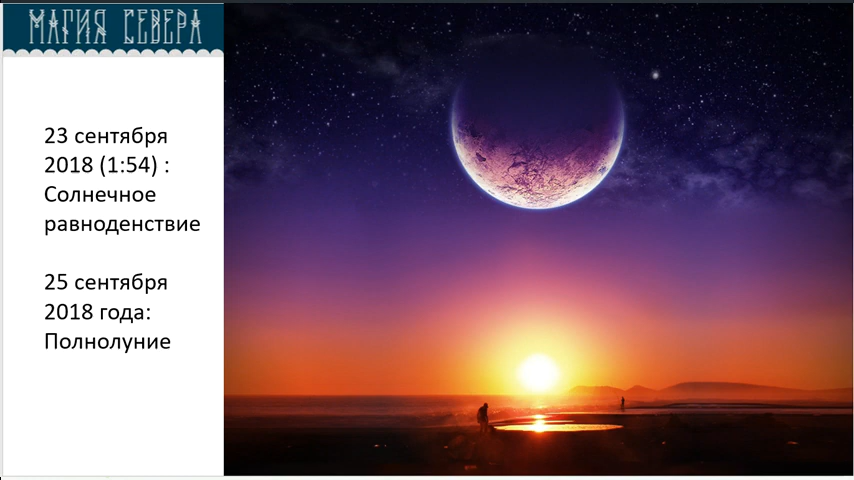 МАГИЯ СЕВЕРА
23 сентября
2018 (1:54) :
Солнечное
равноденствие
25 сентября
2018 года:
Полнолуние